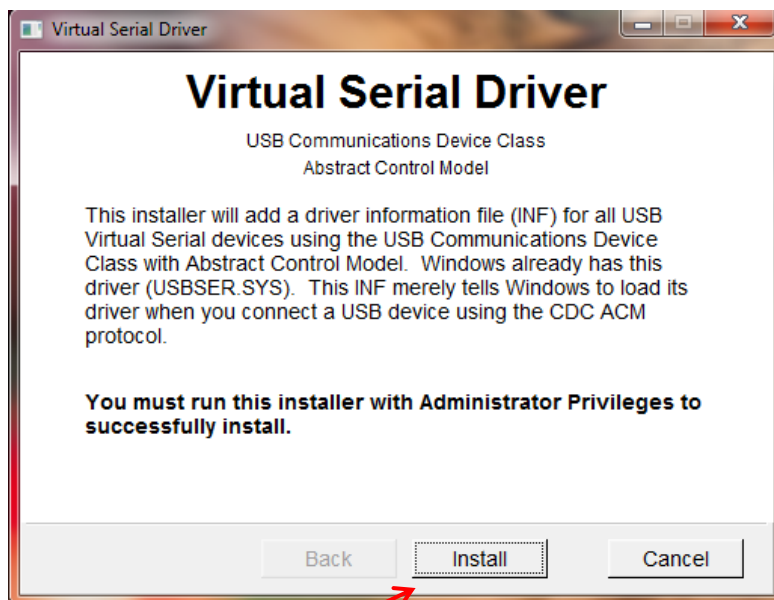 Virtual Serial Driver
Virtual Serial Driver
USB Communications Device Class
Abstract Control Model
This installer will add a driver information file (INF) for all USB
Virtual Serial devices using the USB Communications Device
Class with Abstract Control Model.  Windows already has this
driver (USBSER.SYS).  This INF merely tells Windows to load its
driver when you connect a USB device using the CDC ACM
protocol.
You must run this installer with Administrator Privileges to
successfully install.
Back
Install
Cancel